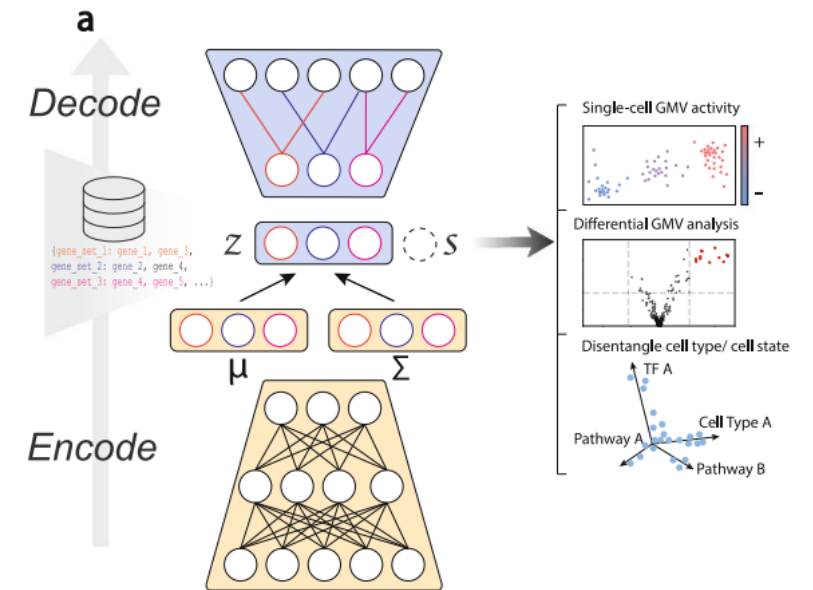 a
Decode
{gene_set_1: gene_1, gene_3,
gene_set_2: gene_2, gene_4,
gene_set_3: gene_4, gene_5, ...}
Encode
z
s
μ
Σ
Single-cell GMV activity
+
-
Differential GMV analysis
Disentangle cell type/ cell state
TF A
Cell Type A
Pathway A
Pathway B